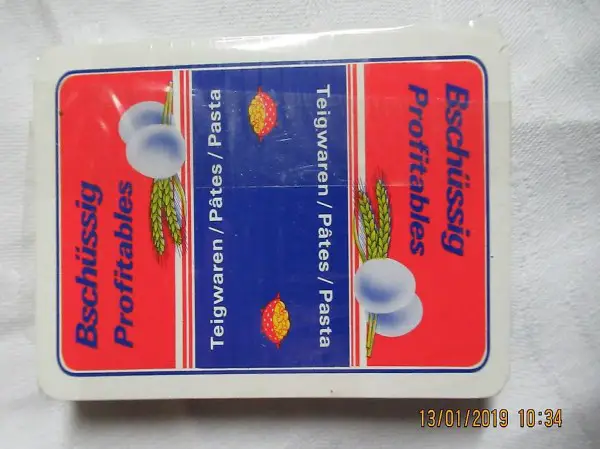 Bschüssig
Profitables
Teigwaren / Pâtes / Pasta
Teigwaren / Pâtes / Pasta
Bschüssig
Profitables
13/01/2019 10:34